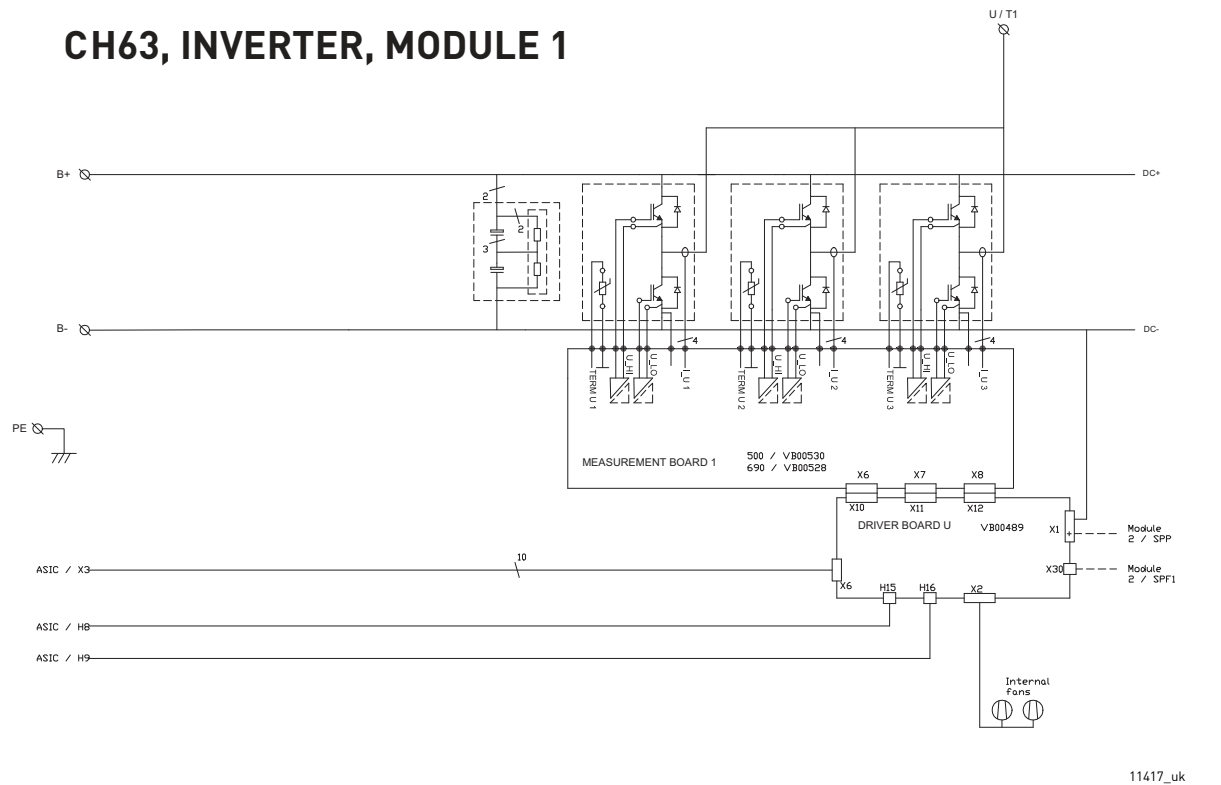 CH63, INVERTER, MODULE 1
U / T1
B+
DC+
2
2
3
B-
DC-
4
4
4
TERM U 1
U_HI
U_LO
I_U 1
TERM U 2
U_HI
U_LO
I_U 2
TERM U 3
U_HI
U_LO
I_U 3
PE
MEASUREMENT BOARD 1
500 / VB00530
690 / VB00528
X6
X7
X8
X10
X11
X12
DRIVER BOARD U
VB00489
X1
+
Module
2 / SPP
X30
Module
2 / SPF1
ASIC / X3
10
X6
H15
H16
X2
ASIC / H8
ASIC / H9
Internal
fans
11417_uk